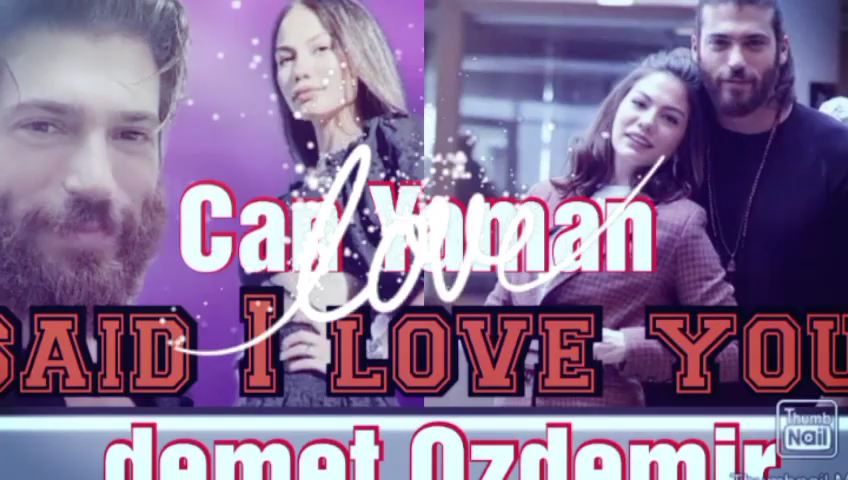 Can Yaman
love
SAID I LOVE YOU
demet Ozdemir
Thumb
Nail